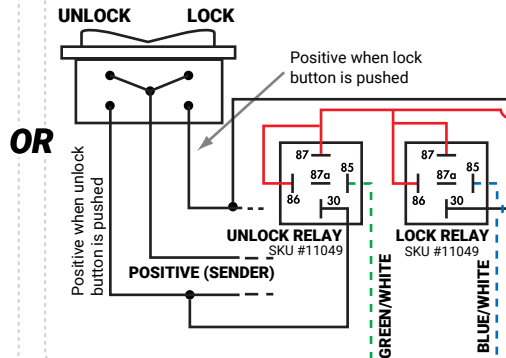 UNLOCK LOCK
Positive when lock
button is pushed
OR
Positive when unlock
button is pushed
87
87a
85
86
30
UNLOCK RELAY
SKU #11049
87
87a
85
86
30
LOCK RELAY
SKU #11049
POSITIVE (SENDER)
GREEN/WHITE
BLUE/WHITE